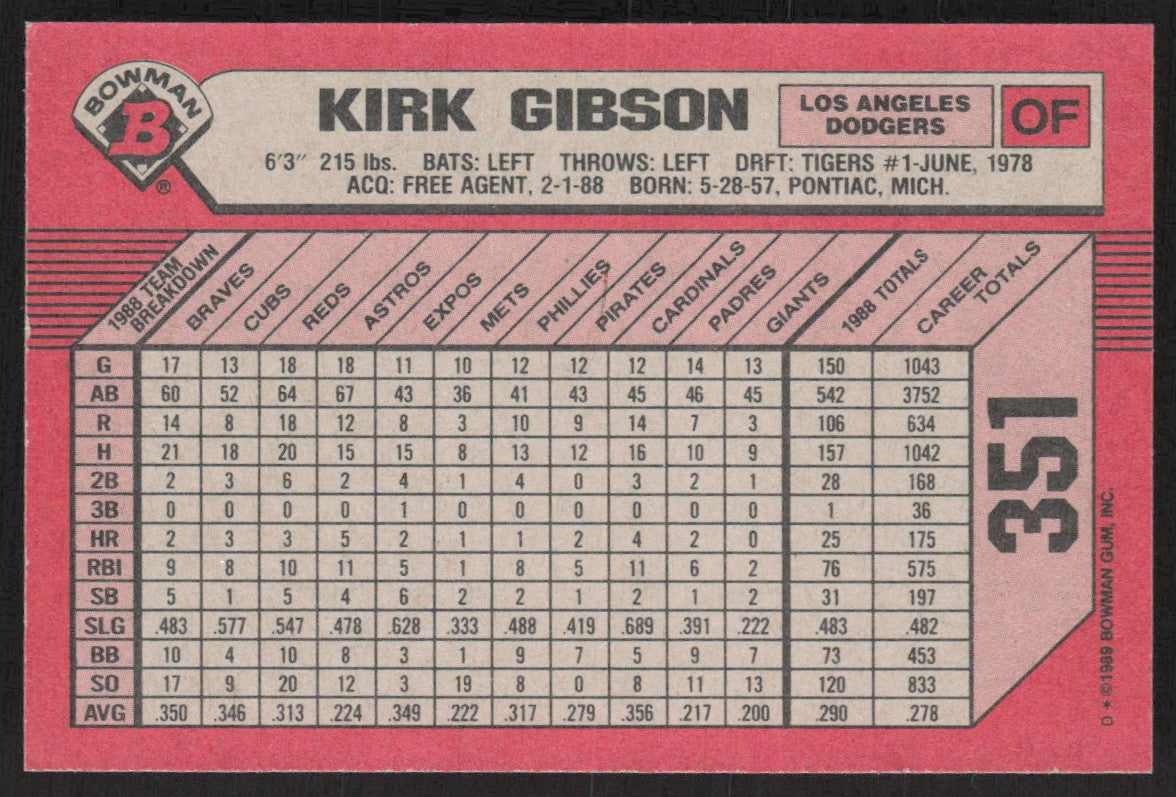 BOWMAN
B
®
KIRK GIBSON
LOS ANGELES
DODGERS
OF
6'3" 215 lbs. BATS: LEFT THROWS: LEFT DRFT: TIGERS #1-JUNE, 1978
ACQ: FREE AGENT, 2-1-88 BORN: 5-28-57, PONTIAC, MICH.
1988 TEAM BREAKDOWN BRAVES CUBS REDS ASTROS EXPOS METS PHILLIES PIRATES CARDINALS PADRES GIANTS 1988 TOTALS CAREER TOTALS
G 17 13 18 18 11 10 12 12 12 14 13 150 1043
AB 60 52 64 67 43 36 41 43 45 46 45 542 3752
R 14 8 18 12 8 3 10 9 14 7 3 106 634
H 21 18 20 15 15 8 13 12 16 10 9 157 1042
2B 2 3 6 2 4 1 4 0 3 2 1 28 168
3B 0 0 0 0 1 0 0 0 0 0 0 1 36
HR 2 3 3 5 2 1 1 2 4 2 0 25 175
RBI 9 8 10 11 5 1 8 5 11 6 2 76 575
SB 5 1 5 4 6 2 2 1 2 1 2 31 197
SLG .483 .577 .547 .478 .628 .333 .488 .419 .689 .391 .222 .483 .482
BB 10 4 10 8 3 1 9 7 5 9 7 73 453
SO 17 9 20 12 3 19 8 0 8 11 13 120 833
AVG .350 .346 .313 .224 .349 .222 .317 .279 .356 .217 .200 .290 .278
351
D * ©1989 BOWMAN GUM, INC.